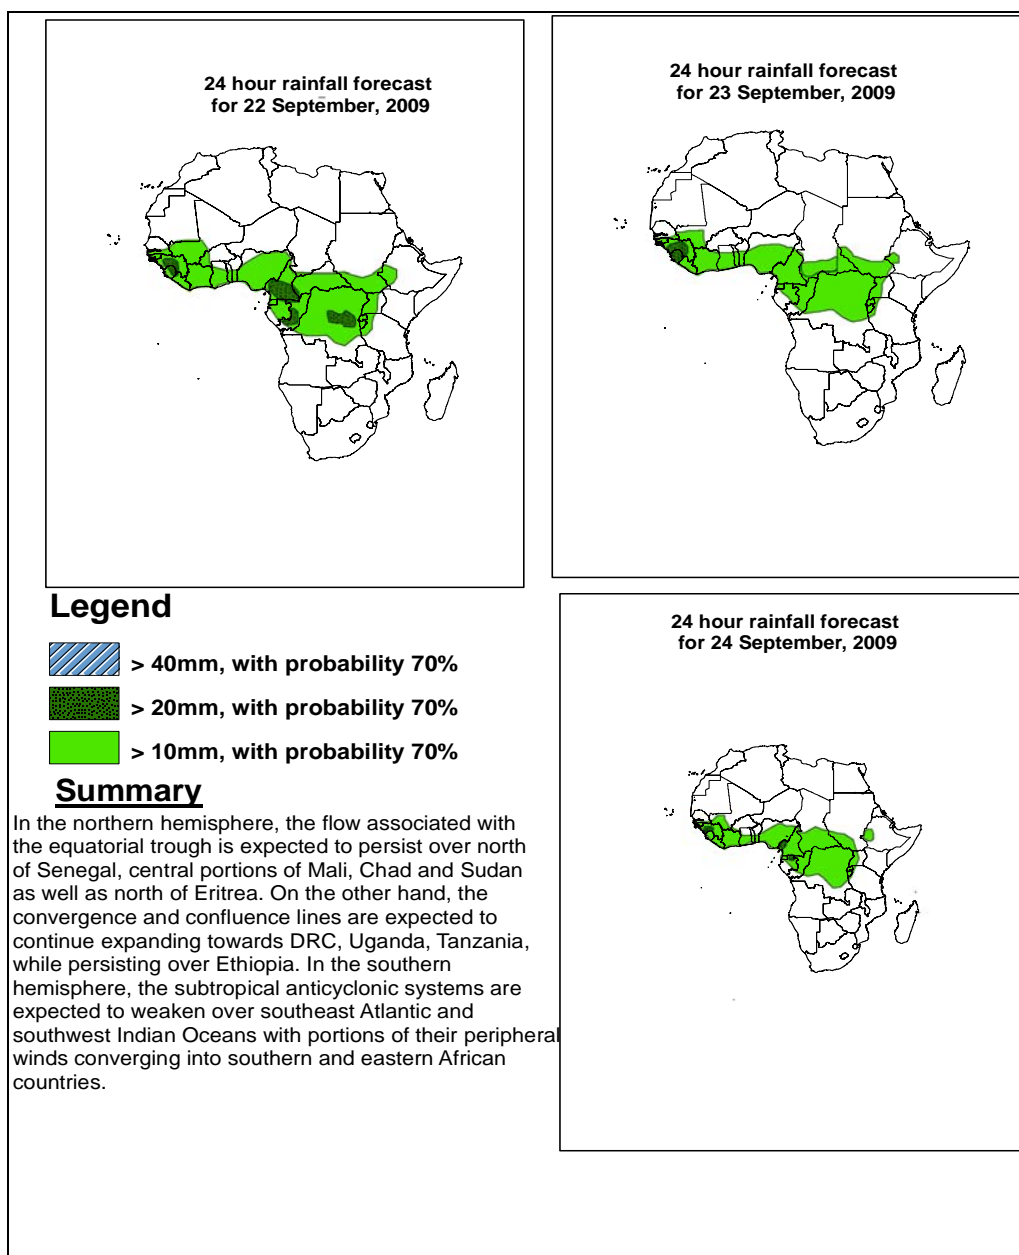 24 hour rainfall forecast
for 22 September, 2009
24 hour rainfall forecast
for 23 September, 2009
Legend
> 40mm, with probability 70%
> 20mm, with probability 70%
> 10mm, with probability 70%
Summary
In the northern hemisphere, the flow associated with
the equatorial trough is expected to persist over north
of Senegal, central portions of Mali, Chad and Sudan
as well as north of Eritrea. On the other hand, the
convergence and confluence lines are expected to
continue expanding towards DRC, Uganda, Tanzania,
while persisting over Ethiopia. In the southern
hemisphere, the subtropical anticyclonic systems are
expected to weaken over southeast Atlantic and
southwest Indian Oceans with portions of their peripheral
winds converging into southern and eastern African
countries.
24 hour rainfall forecast
for 24 September, 2009